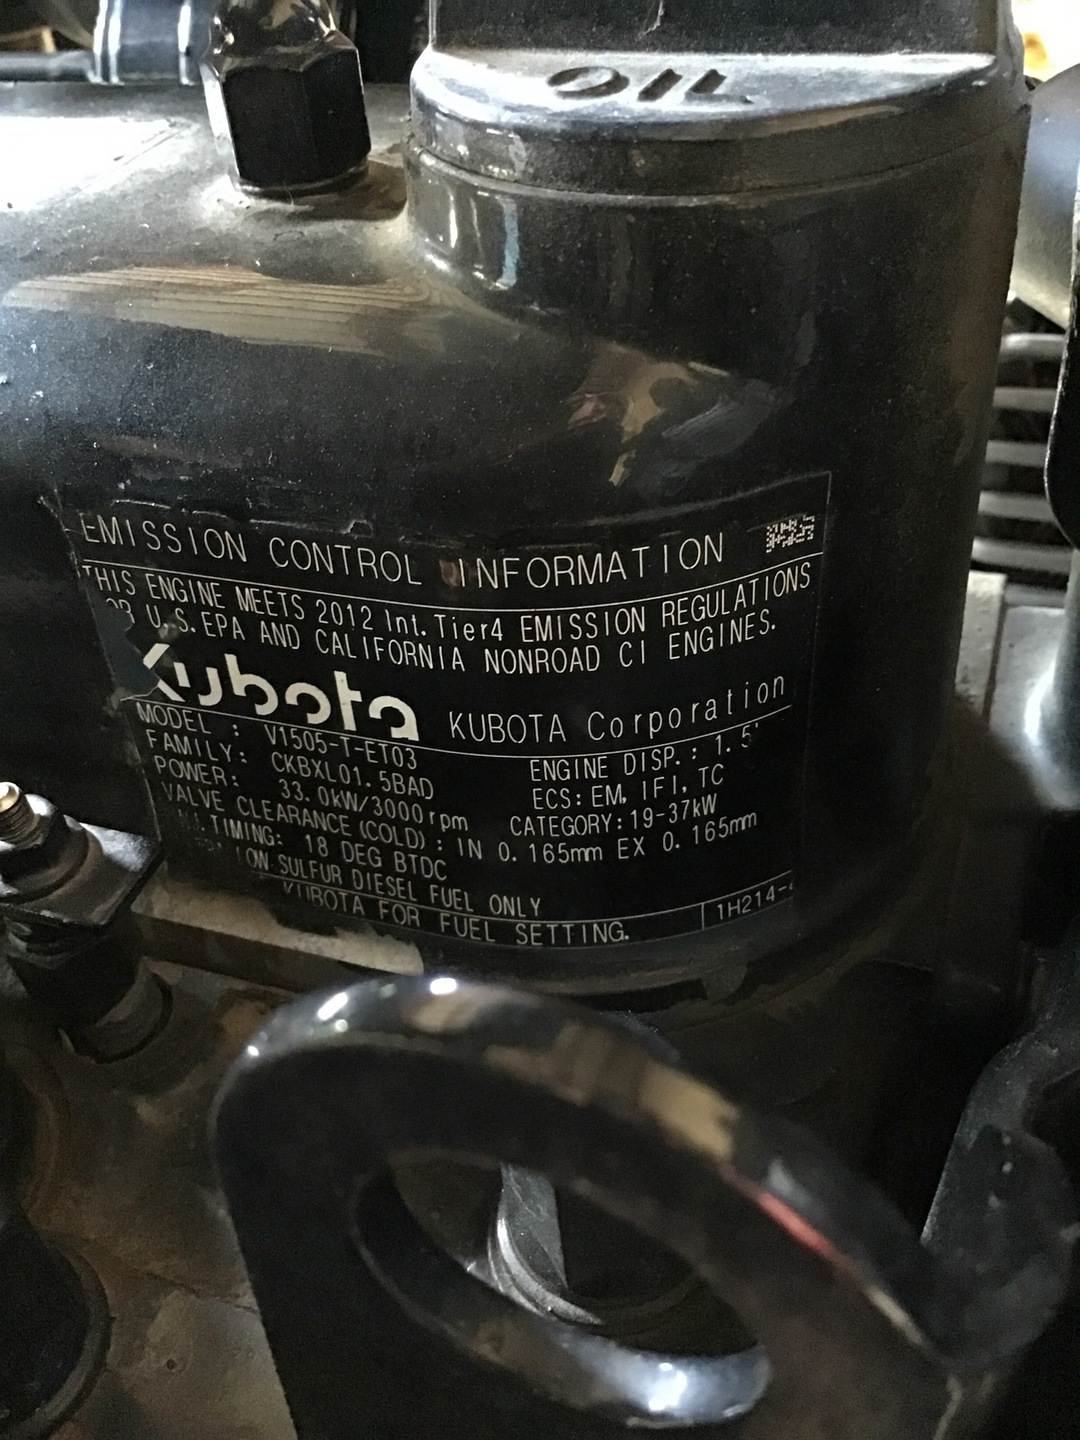 OIL
EMISSION CONTROL INFORMATION
THIS ENGINE MEETS 2012 Int.Tier4 EMISSION REGULATIONS
U.S.EPA AND CALIFORNIA NONROAD CI ENGINES.
Kubota KUBOTA Corporation
MODEL : V1505-T-ET03 ENGINE DISP.: 1.5
FAMILY: CKBXL01.5BAD ECS: EM, IFI, TC
POWER: 33.0kW/3000rpm CATEGORY:19-37kW
VALVE CLEARANCE (COLD) : IN 0.165mm EX 0.165mm
TIMING: 18 DEG BTDC
LOW SULFUR DIESEL FUEL ONLY
KUBOTA FOR FUEL SETTING. 1H214-